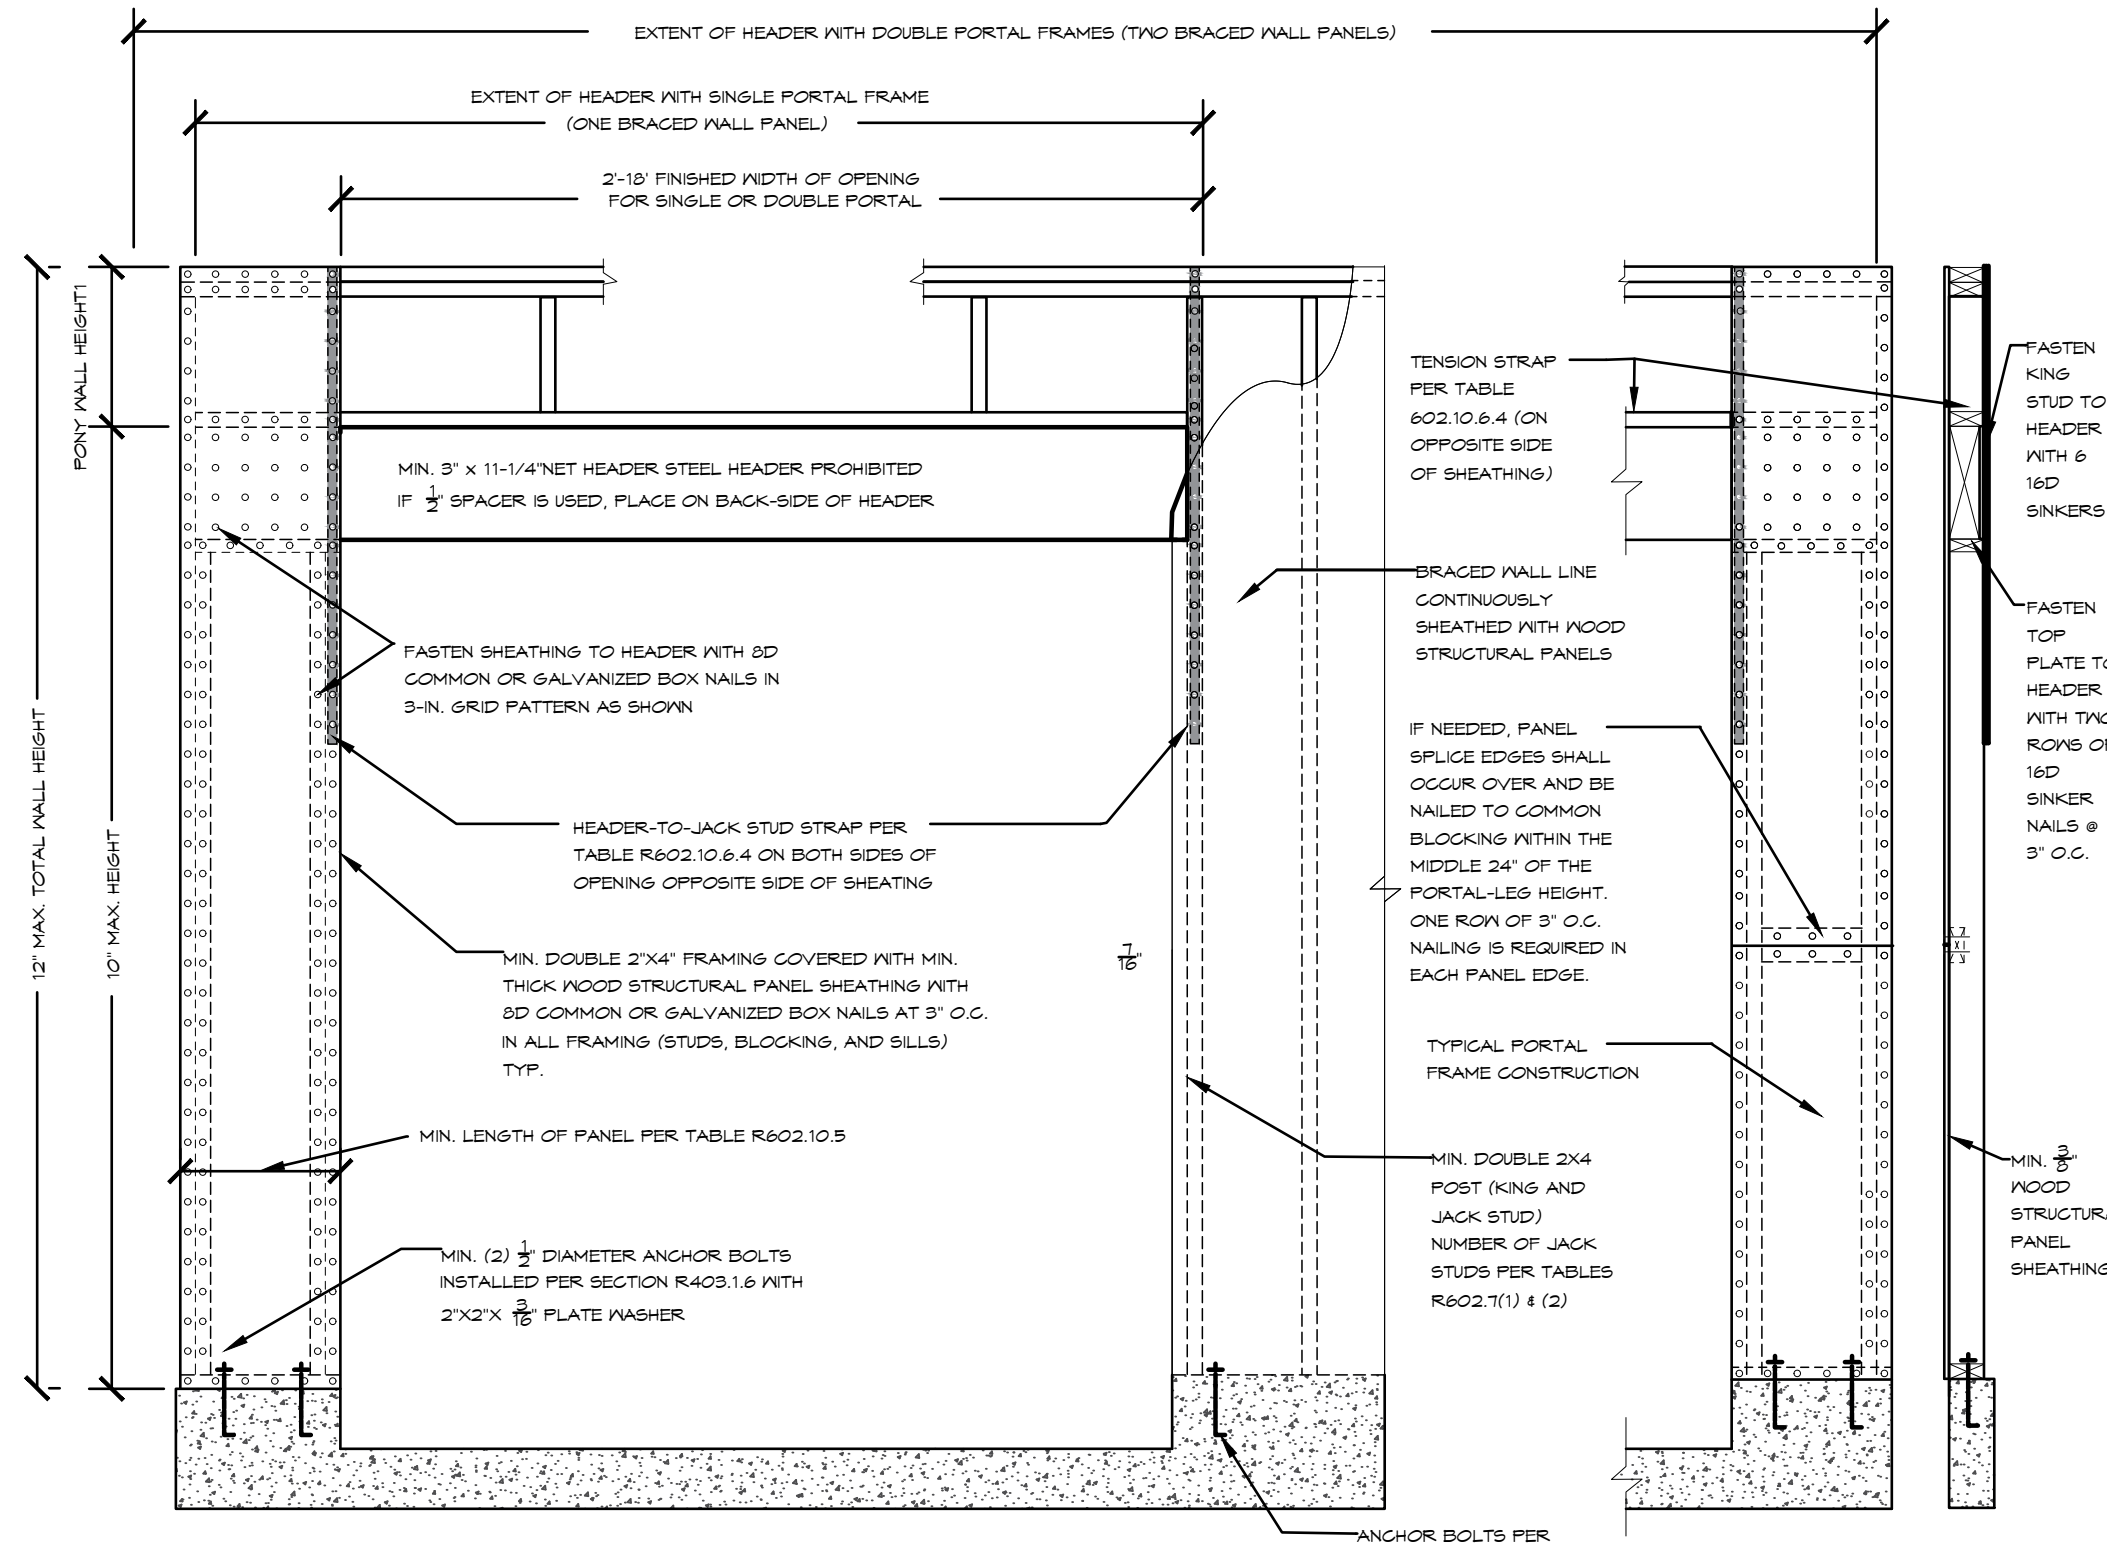 EXTENT OF HEADER WITH DOUBLE PORTAL FRAMES (TWO BRACED WALL PANELS)
EXTENT OF HEADER WITH SINGLE PORTAL FRAME
(ONE BRACED WALL PANEL)
2'-18' FINISHED WIDTH OF OPENING
FOR SINGLE OR DOUBLE PORTAL
PONY WALL HEIGHT1
12" MAX. TOTAL WALL HEIGHT
10" MAX. HEIGHT
MIN. 3" x 11-1/4"NET HEADER STEEL HEADER PROHIBITED
IF 1/2" SPACER IS USED, PLACE ON BACK-SIDE OF HEADER
FASTEN SHEATHING TO HEADER WITH 8D
COMMON OR GALVANIZED BOX NAILS IN
3-IN. GRID PATTERN AS SHOWN
HEADER-TO-JACK STUD STRAP PER
TABLE R602.10.6.4 ON BOTH SIDES OF
OPENING OPPOSITE SIDE OF SHEATING
MIN. DOUBLE 2"X4" FRAMING COVERED WITH MIN.
THICK WOOD STRUCTURAL PANEL SHEATHING WITH
8D COMMON OR GALVANIZED BOX NAILS AT 3" O.C.
IN ALL FRAMING (STUDS, BLOCKING, AND SILLS)
TYP.
7/16"
MIN. LENGTH OF PANEL PER TABLE R602.10.5
MIN. (2) 1/2" DIAMETER ANCHOR BOLTS
INSTALLED PER SECTION R403.1.6 WITH
2"X2"X 3/16" PLATE WASHER
TENSION STRAP
PER TABLE
602.10.6.4 (ON
OPPOSITE SIDE
OF SHEATHING)
BRACED WALL LINE
CONTINUOUSLY
SHEATHED WITH WOOD
STRUCTURAL PANELS
IF NEEDED, PANEL
SPLICE EDGES SHALL
OCCUR OVER AND BE
NAILED TO COMMON
BLOCKING WITHIN THE
MIDDLE 24" OF THE
PORTAL-LEG HEIGHT.
ONE ROW OF 3" O.C.
NAILING IS REQUIRED IN
EACH PANEL EDGE.
TYPICAL PORTAL
FRAME CONSTRUCTION
MIN. DOUBLE 2X4
POST (KING AND
JACK STUD)
NUMBER OF JACK
STUDS PER TABLES
R602.7(1) & (2)
ANCHOR BOLTS PER
FASTEN
KING
STUD TO
HEADER
WITH 6
16D
SINKERS
FASTEN
TOP
PLATE TO
HEADER
WITH TWO
ROWS OF
16D
SINKER
NAILS @
3" O.C.
MIN. 3/8"
WOOD
STRUCTURA
PANEL
SHEATHING